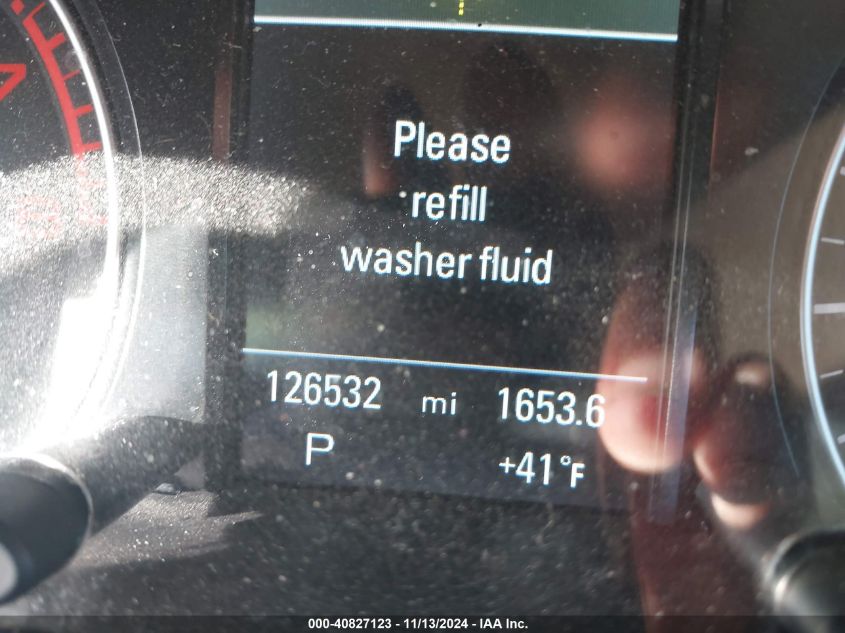 Please
refill
washer fluid
126532 mi 1653.6
P +41°F
000-40827123 - 11/13/2024 - IAA Inc.